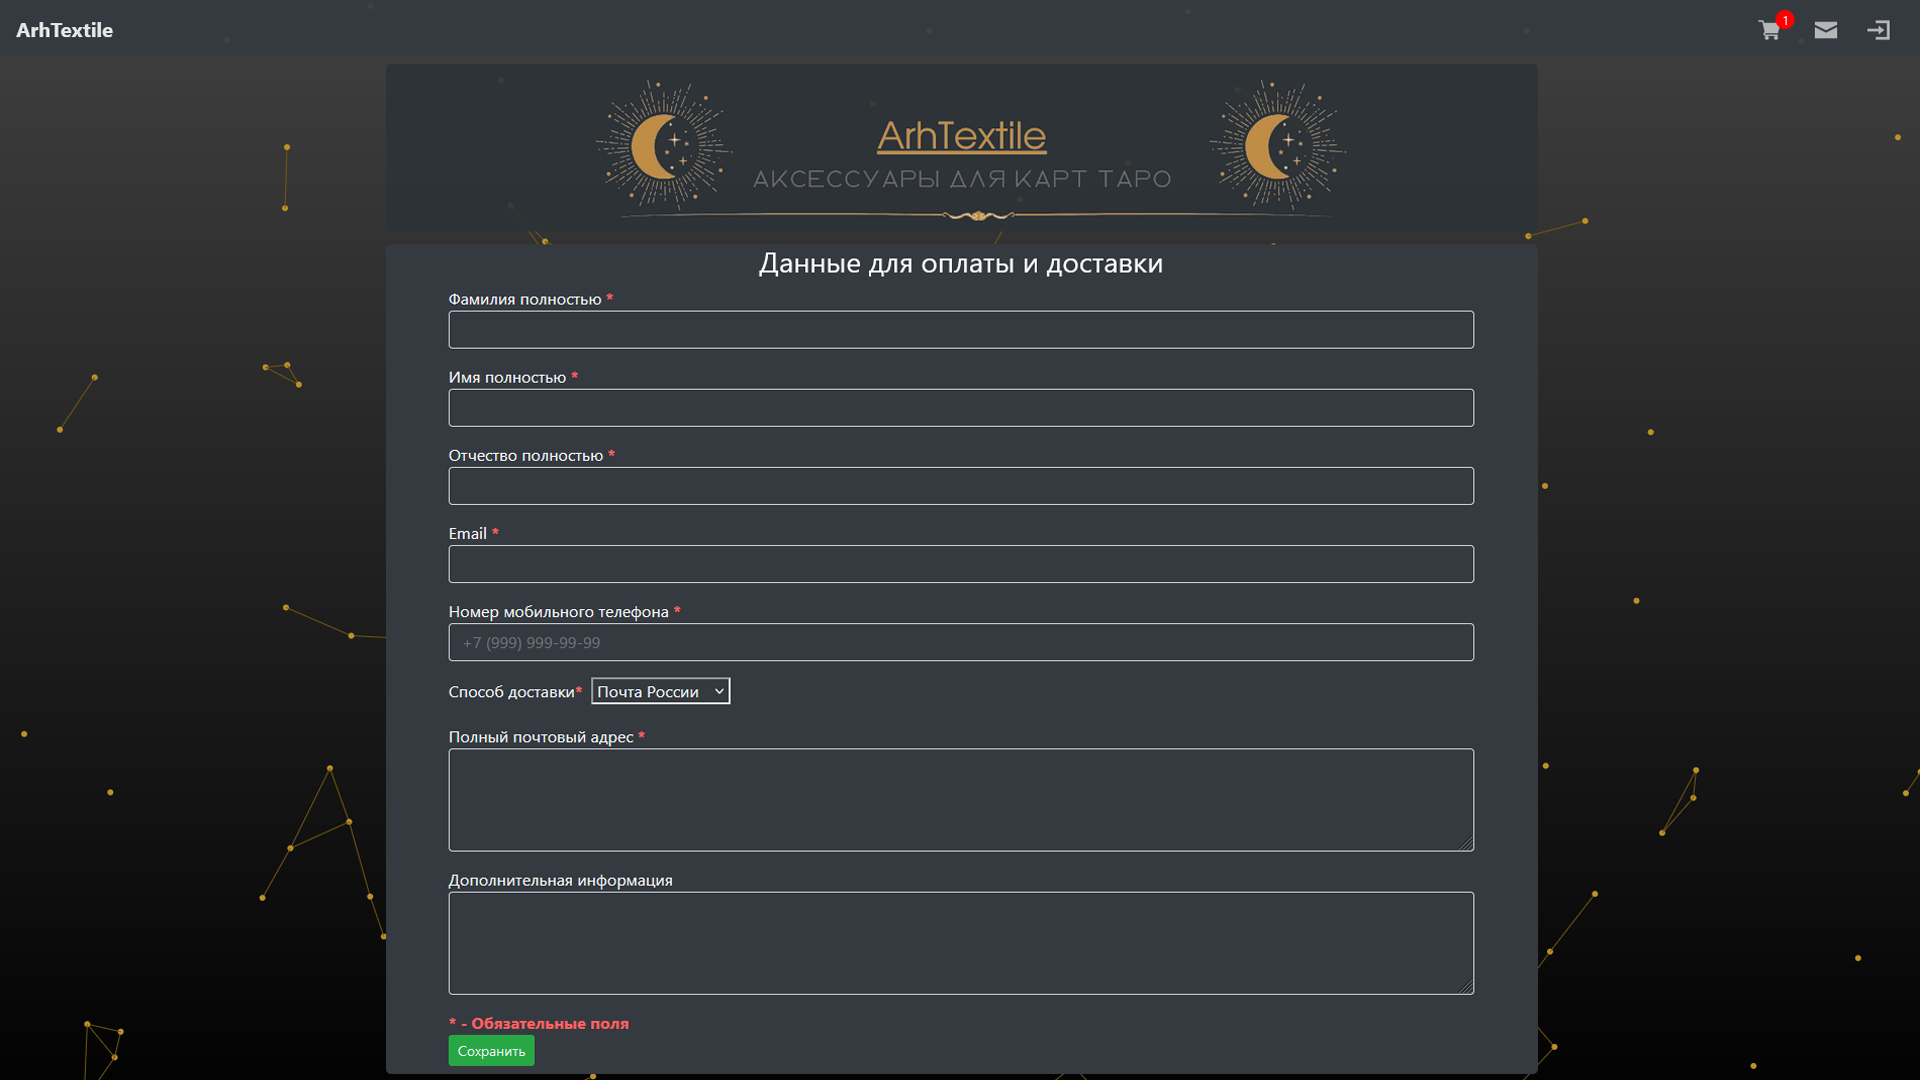 ArhTextile
1
ArhTextile
АКСЕССУАРЫ ДЛЯ КАРТ ТАРО
Данные для оплаты и доставки
Фамилия полностью *
Имя полностью *
Отчество полностью *
Email *
Номер мобильного телефона *
+7 (999) 999-99-99
Способ доставки* Почта России
Полный почтовый адрес *
Дополнительная информация
* - Обязательные поля
Сохранить